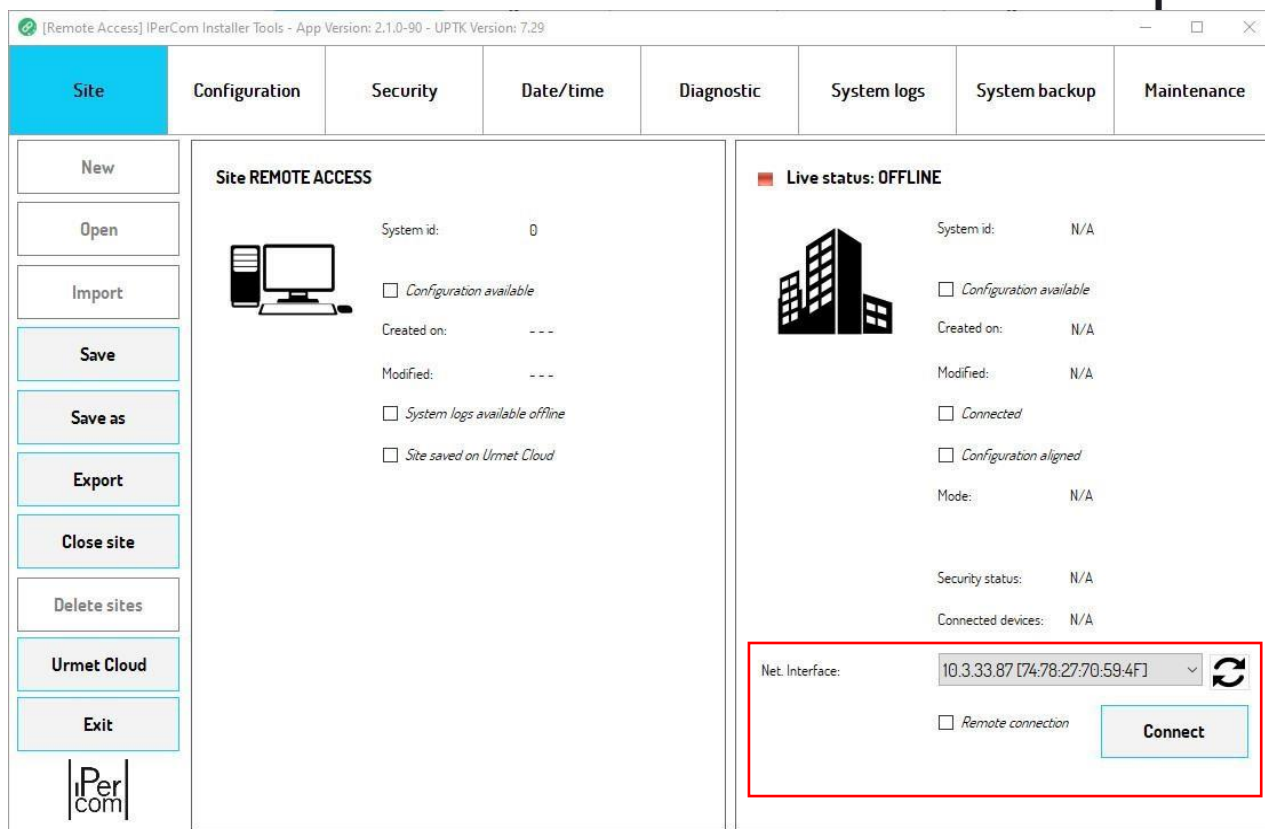 [Remote Access] IPerCom Installer Tools - App Version: 2.1.0-90 - UPTK Version: 7.29
Site
Configuration
Security
Date/time
Diagnostic
System logs
System backup
Maintenance
New
Open
Import
Save
Save as
Export
Close site
Delete sites
Urmet Cloud
Exit
iPer
com
Site REMOTE ACCESS
System id: 0
Configuration available
Created on: ---
Modified: ---
System logs available offline
Site saved on Urmet Cloud
Live status: OFFLINE
System id: N/A
Configuration available
Created on: N/A
Modified: N/A
Connected
Configuration aligned
Mode: N/A
Security status: N/A
Connected devices: N/A
Net. Interface: 10.3.33.87 [74:78:27:70:59:4F]
Remote connection
Connect